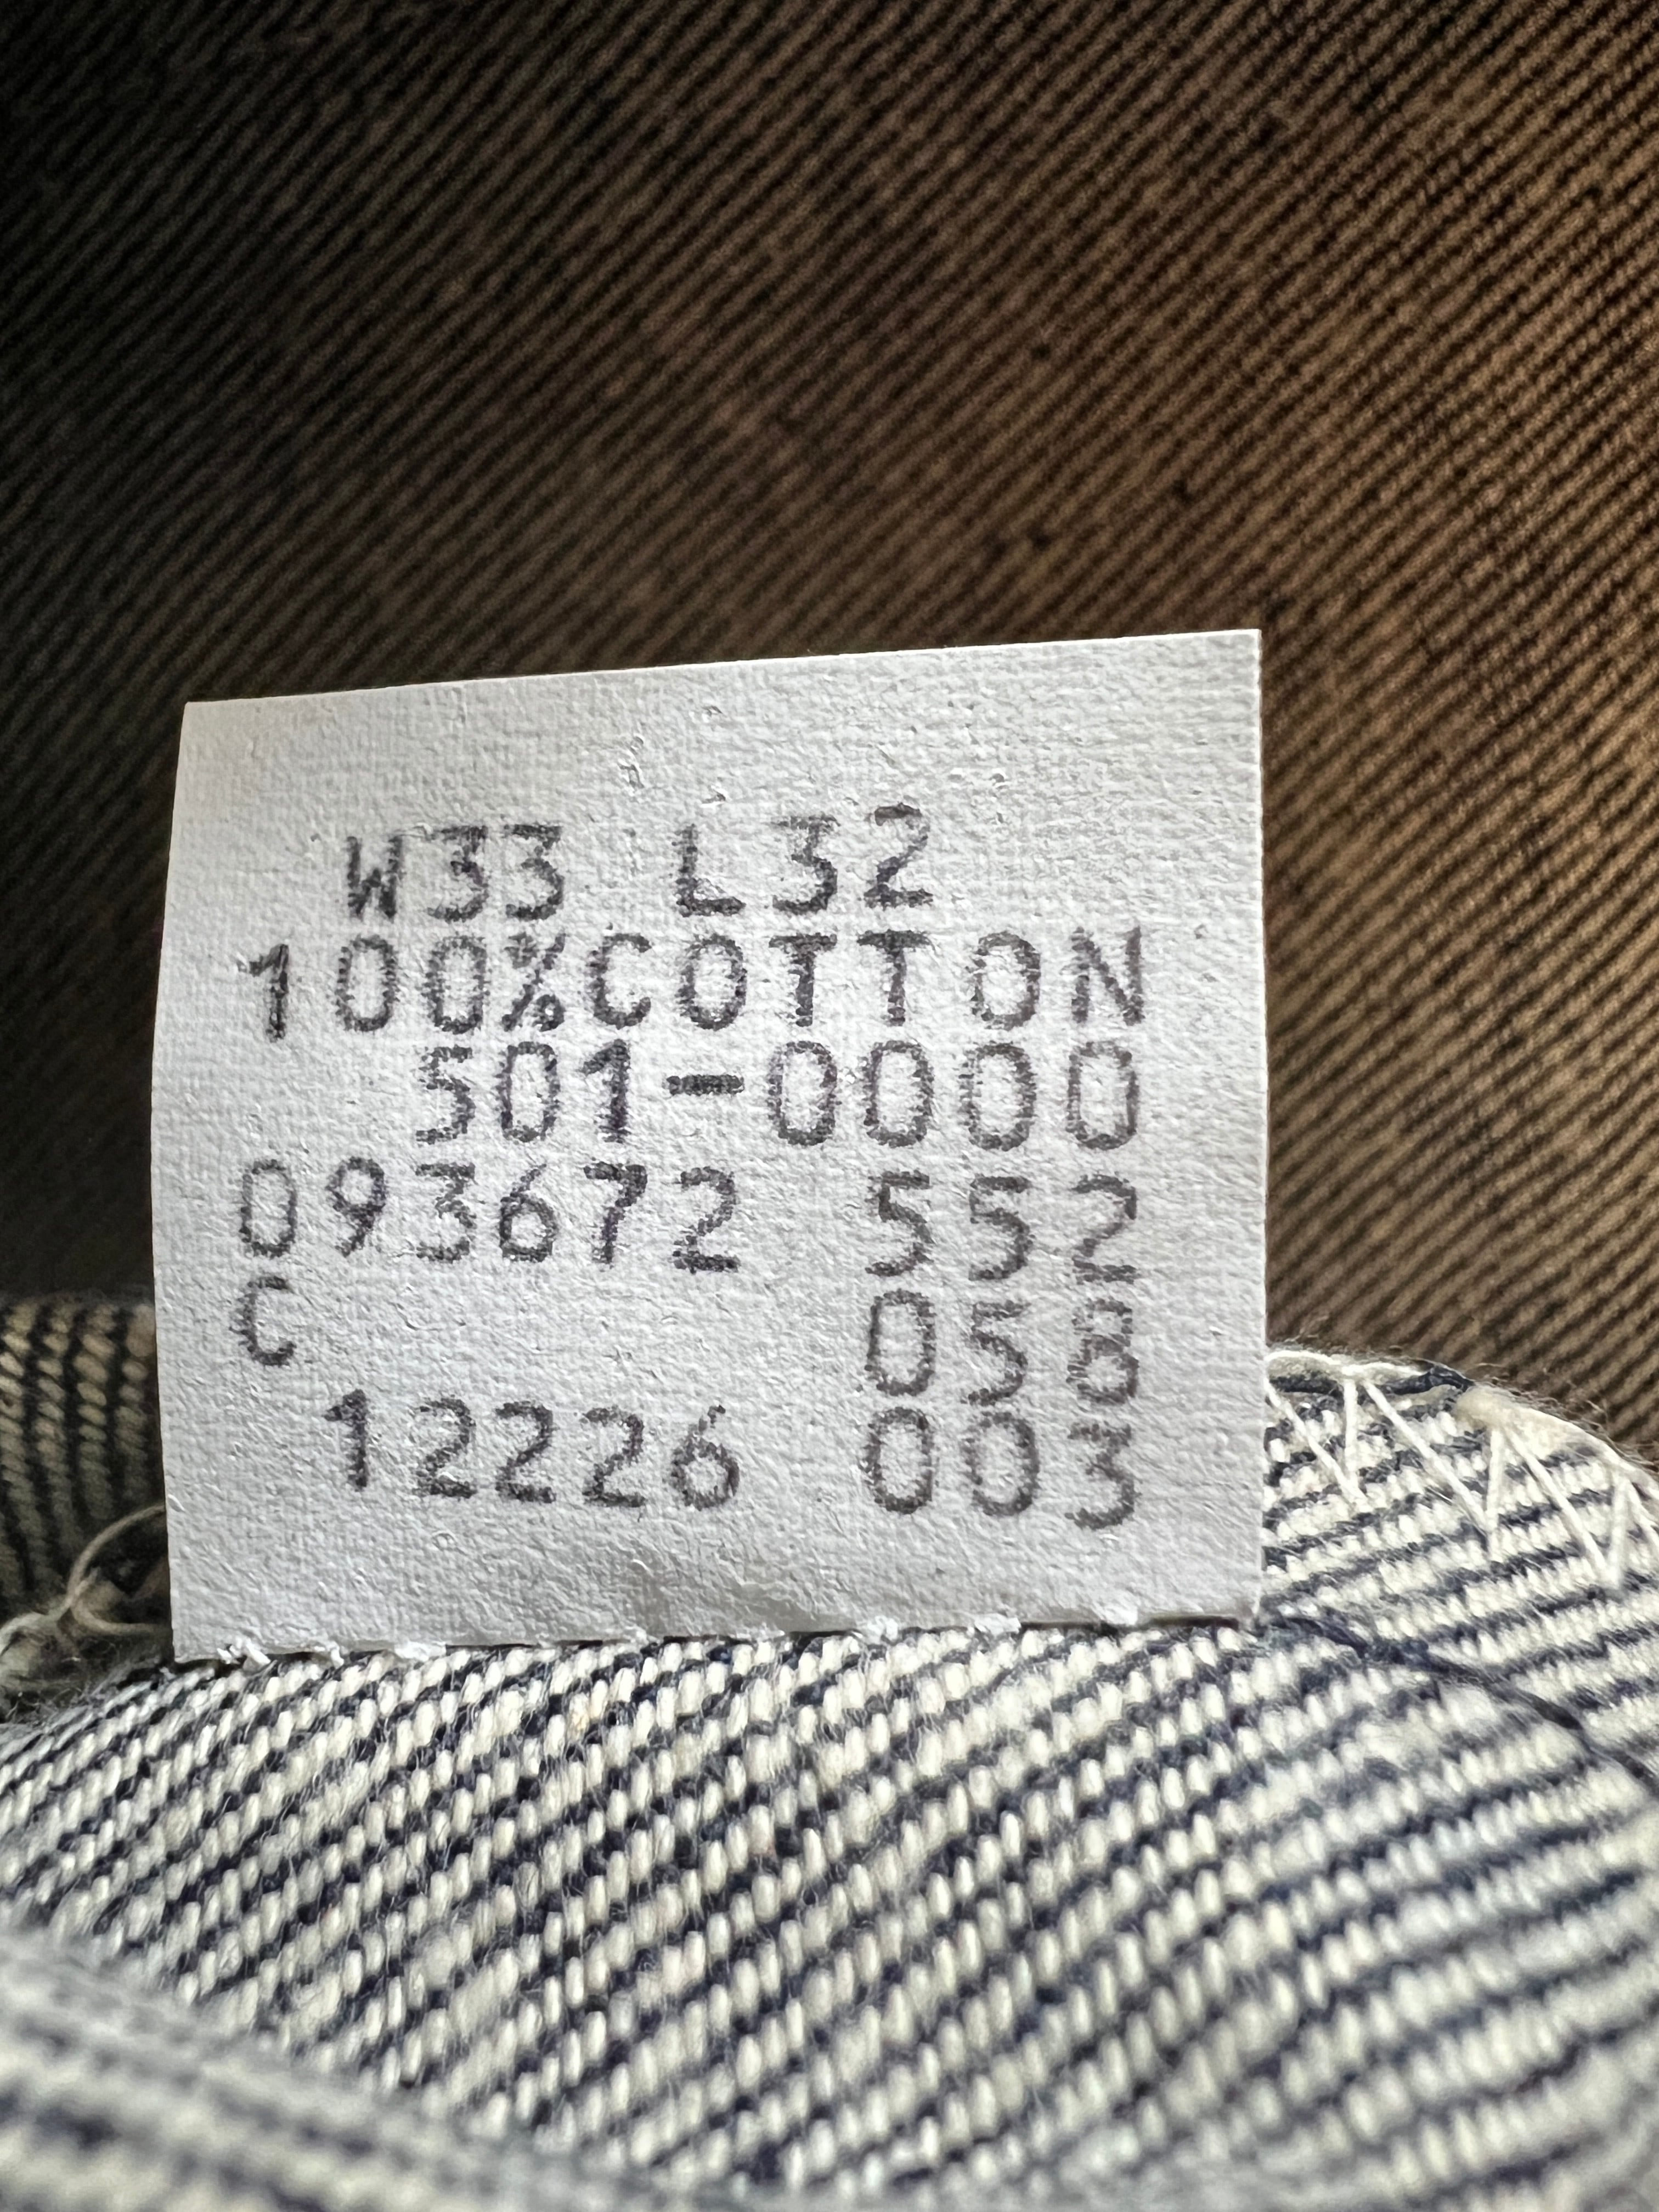 W33 L32
100%COTTON
501-0000
093672 552
C 058
12226 003